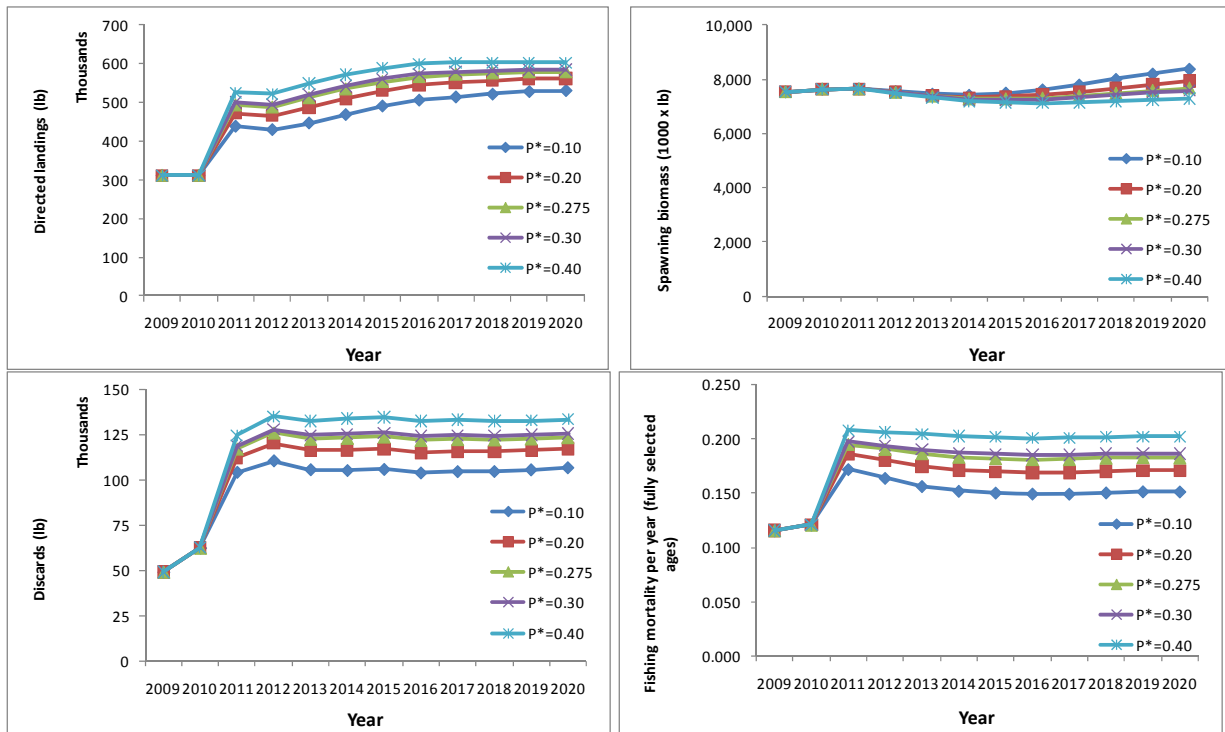 Directed landings (lb)
Thousands
700
600
500
400
300
200
100
0
P*=0.10
P*=0.20
P*=0.275
P*=0.30
P*=0.40
2009 2010 2011 2012 2013 2014 2015 2016 2017 2018 2019 2020
Year
Spawning biomass (1000 x lb)
10,000
8,000
6,000
4,000
2,000
0
P*=0.10
P*=0.20
P*=0.275
P*=0.30
P*=0.40
2009 2010 2011 2012 2013 2014 2015 2016 2017 2018 2019 2020
Year
Discards (lb)
Thousands
150
125
100
75
50
25
0
P*=0.10
P*=0.20
P*=0.275
P*=0.30
P*=0.40
2009 2010 2011 2012 2013 2014 2015 2016 2017 2018 2019 2020
Year
Fishing mortality per year (fully selected
ages)
0.250
0.200
0.150
0.100
0.050
0.000
P*=0.10
P*=0.20
P*=0.275
P*=0.30
P*=0.40
2009 2010 2011 2012 2013 2014 2015 2016 2017 2018 2019 2020
Year